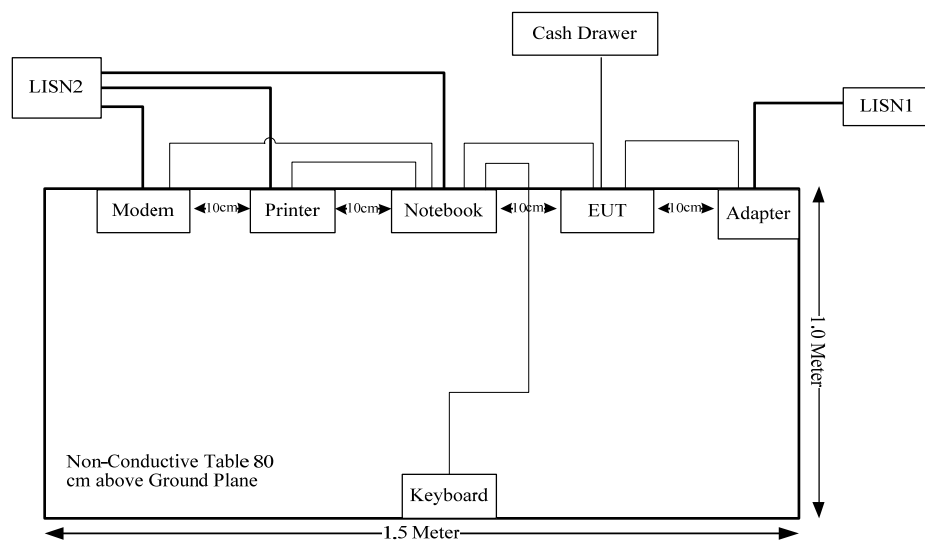 Cash Drawer
LISN2
LISN1
Modem
10cm
Printer
10cm
Notebook
10cm
EUT
10cm
Adapter
1.0 Meter
Non-Conductive Table 80
cm above Ground Plane
Keyboard
1.5 Meter